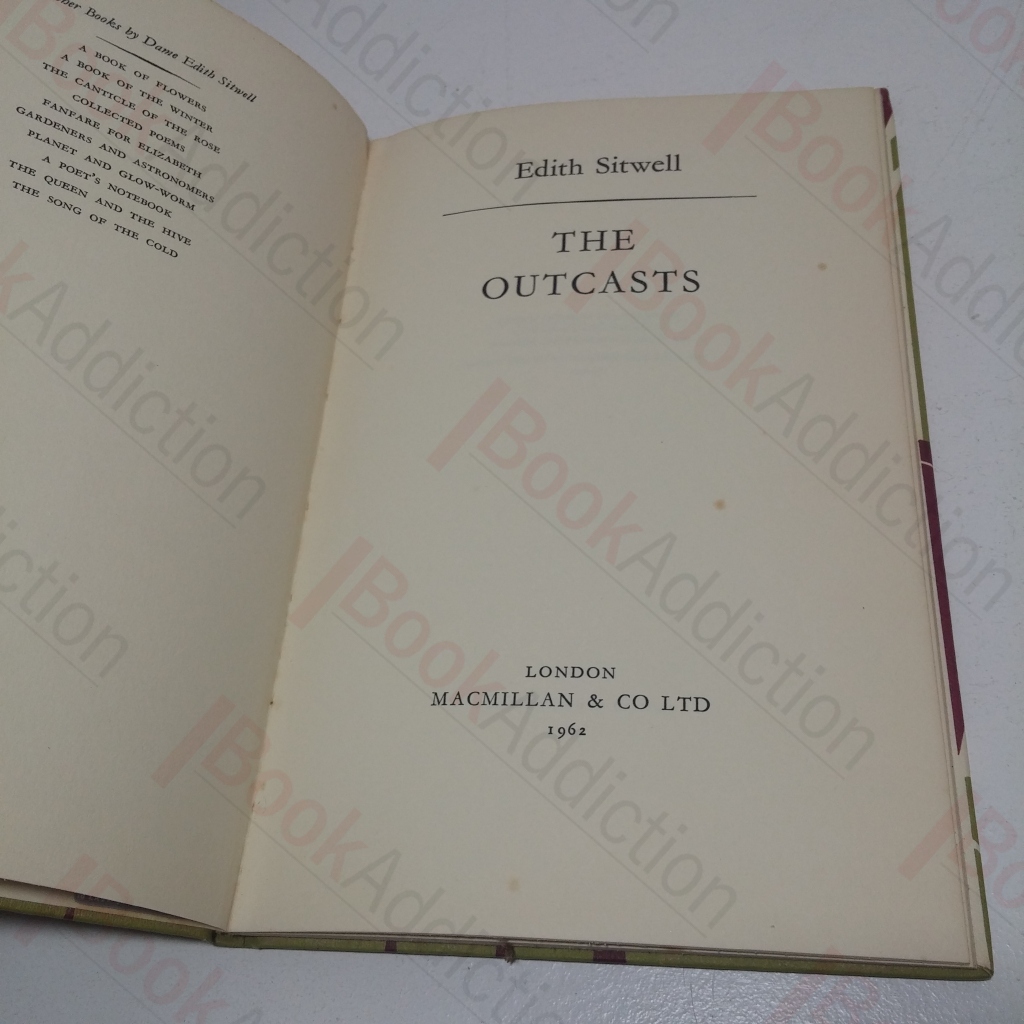 Books by Dame Edith Sitwell
A BOOK OF FLOWERS
A BOOK OF THE WINTER
THE CANTICLE OF THE ROSE
COLLECTED POEMS
FANFARE FOR ELIZABETH
GARDENERS AND ASTRONOMERS
PLANET AND GLOW-WORM
A POET'S NOTEBOOK
THE QUEEN AND THE HIVE
THE SONG OF THE COLD
Edith Sitwell
THE
OUTCASTS
LONDON
MACMILLAN & CO LTD
1962
BookAddiction